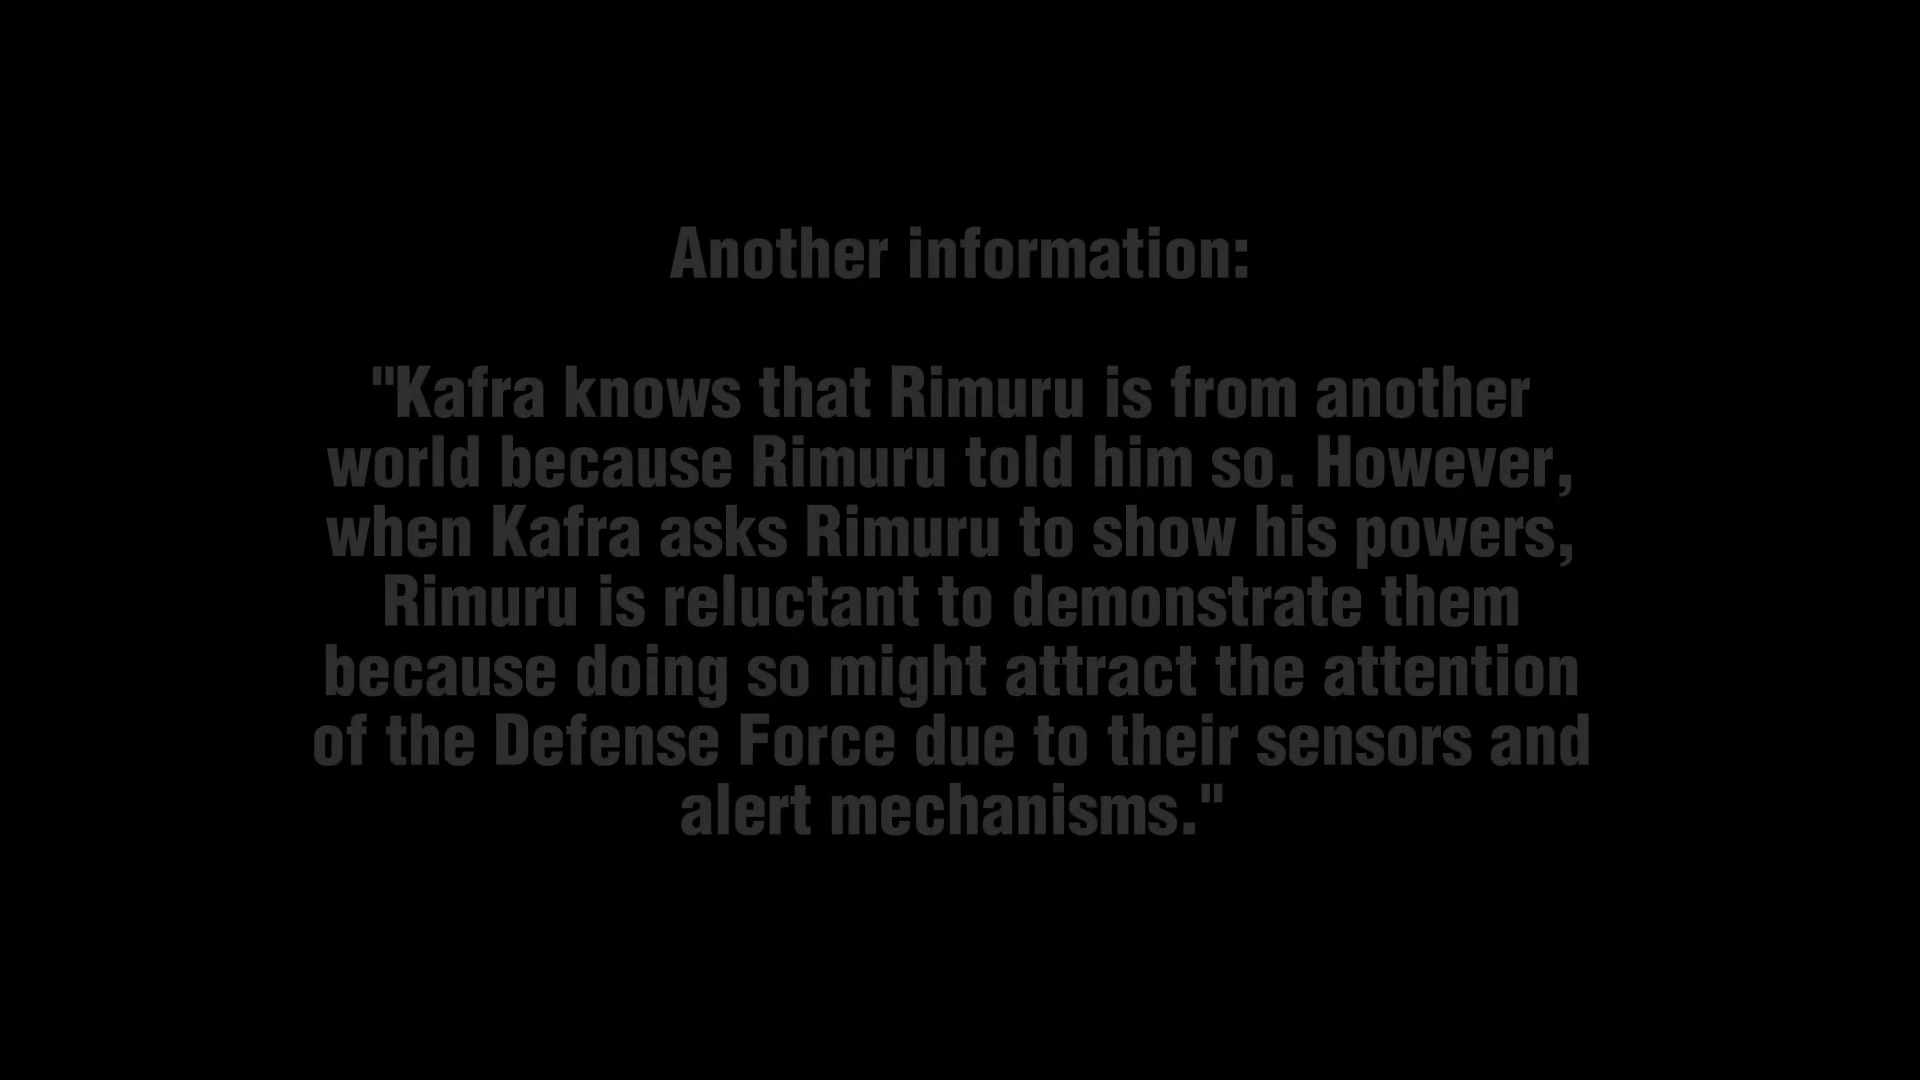 Another information:
"Kafra knows that Rimuru is from another
world because Rimuru told him so. However,
when Kafra asks Rimuru to show his powers,
Rimuru is reluctant to demonstrate them
because doing so might attract the attention
of the Defense Force due to their sensors and
alert mechanisms."